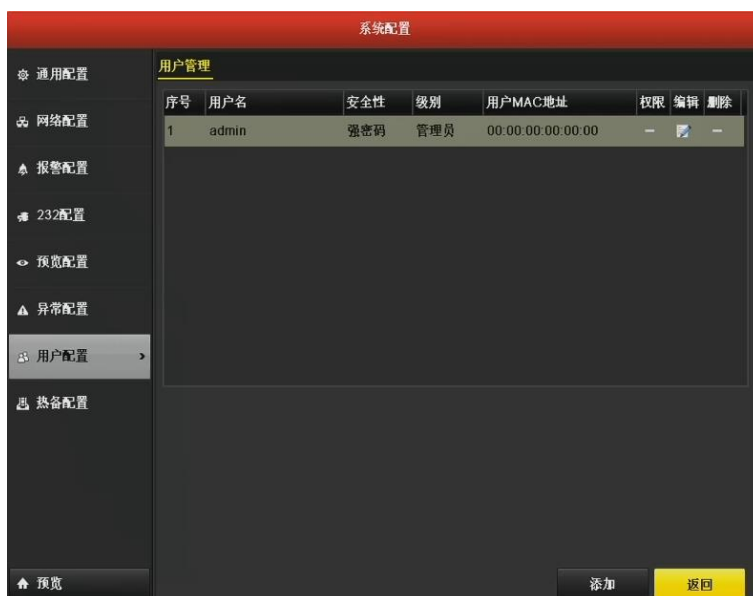 系统配置
通用配置
网络配置
报警配置
232配置
预览配置
异常配置
用户配置
热备配置
预览
用户管理
序号 用户名 安全性 级别 用户MAC地址 权限 编辑 删除
1 admin 强密码 管理员 00:00:00:00:00:00 — —
添加 返回